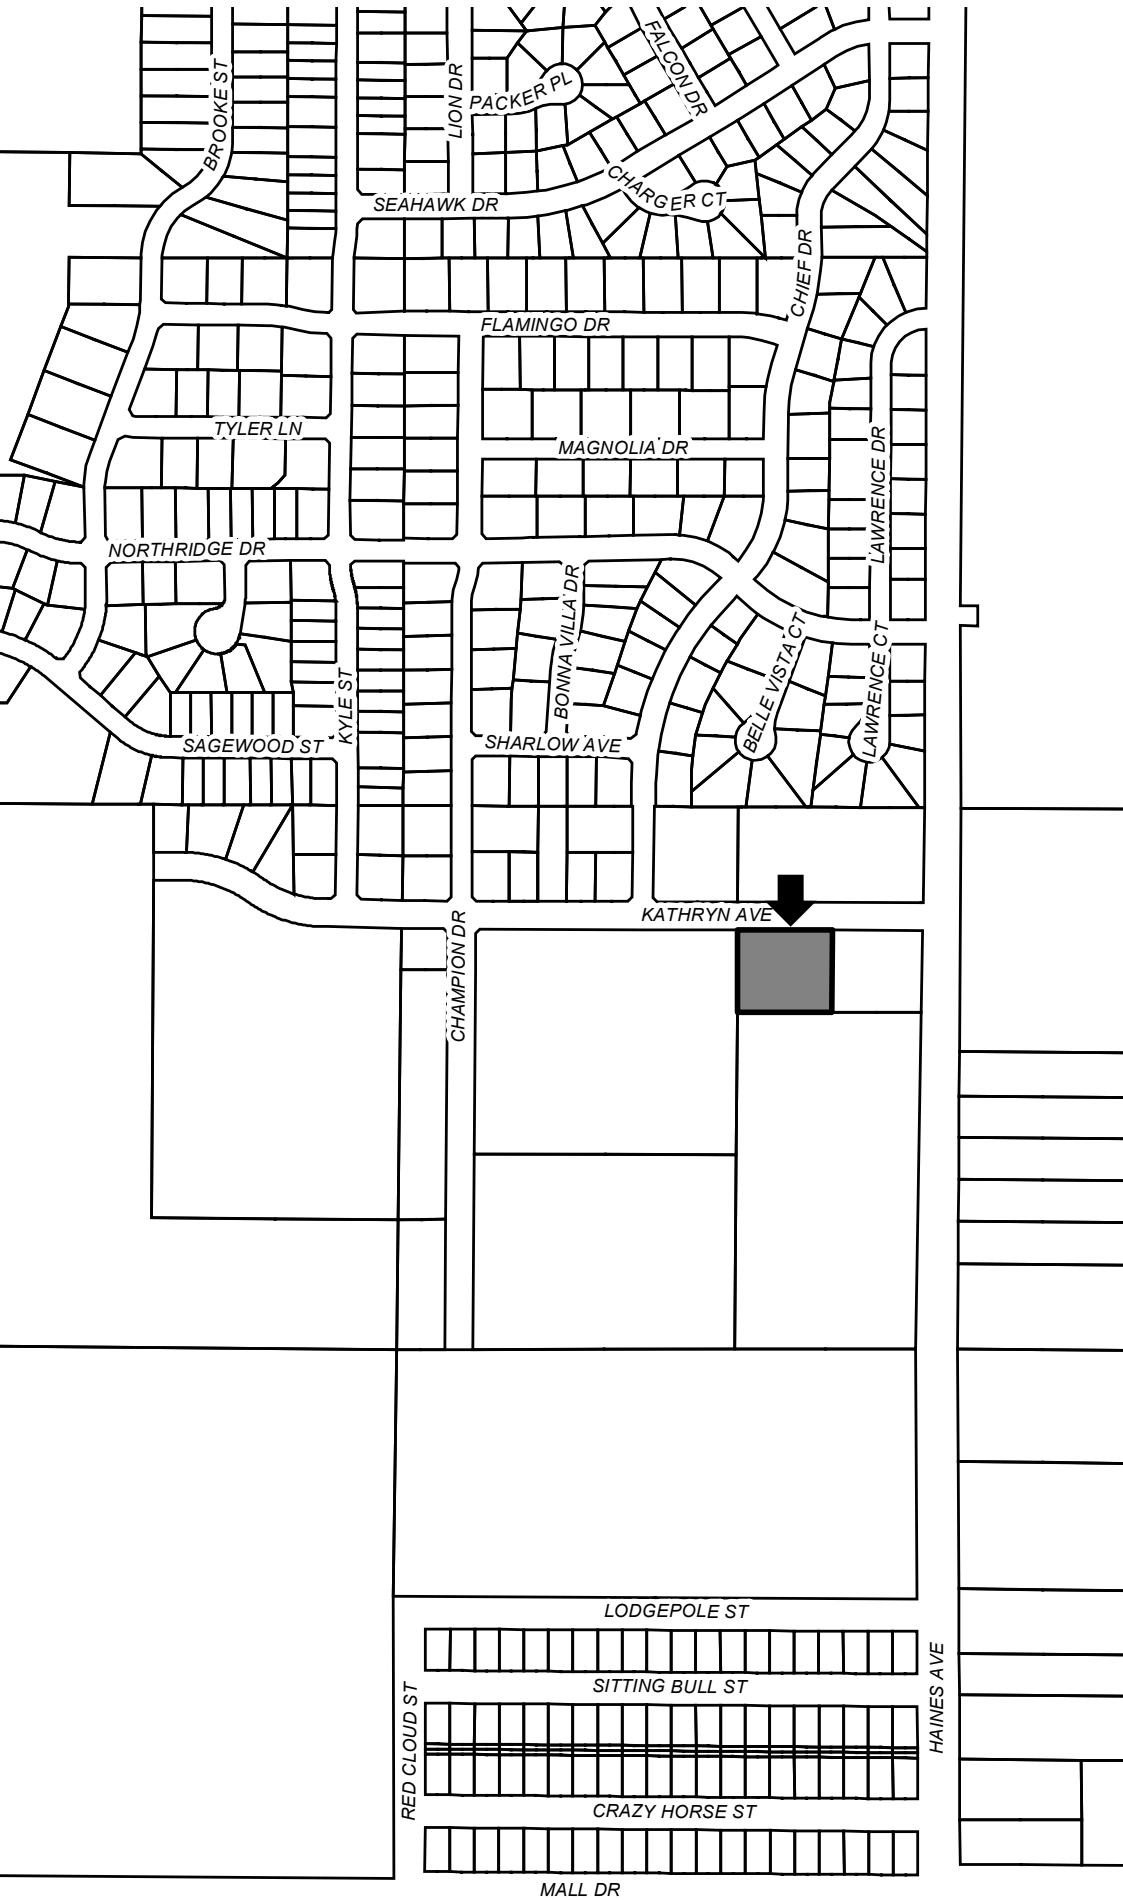 FALCON DR
BROOKE ST
LION DR
PACKER PL
CHARGER CT
SEAHAWK DR
CHIEF DR
FLAMINGO DR
TYLER LN
MAGNOLIA DR
LAWRENCE DR
NORTHRIDGE DR
BONNA VILLA DR
BELLE VISTA CT
LAWRENCE CT
KYLE ST
SAGEWOOD ST
SHARLOW AVE
KATHRYN AVE
CHAMPION DR
LODGEPOLE ST
SITTING BULL ST
HAINES AVE
RED CLOUD ST
CRAZY HORSE ST
MALL DR